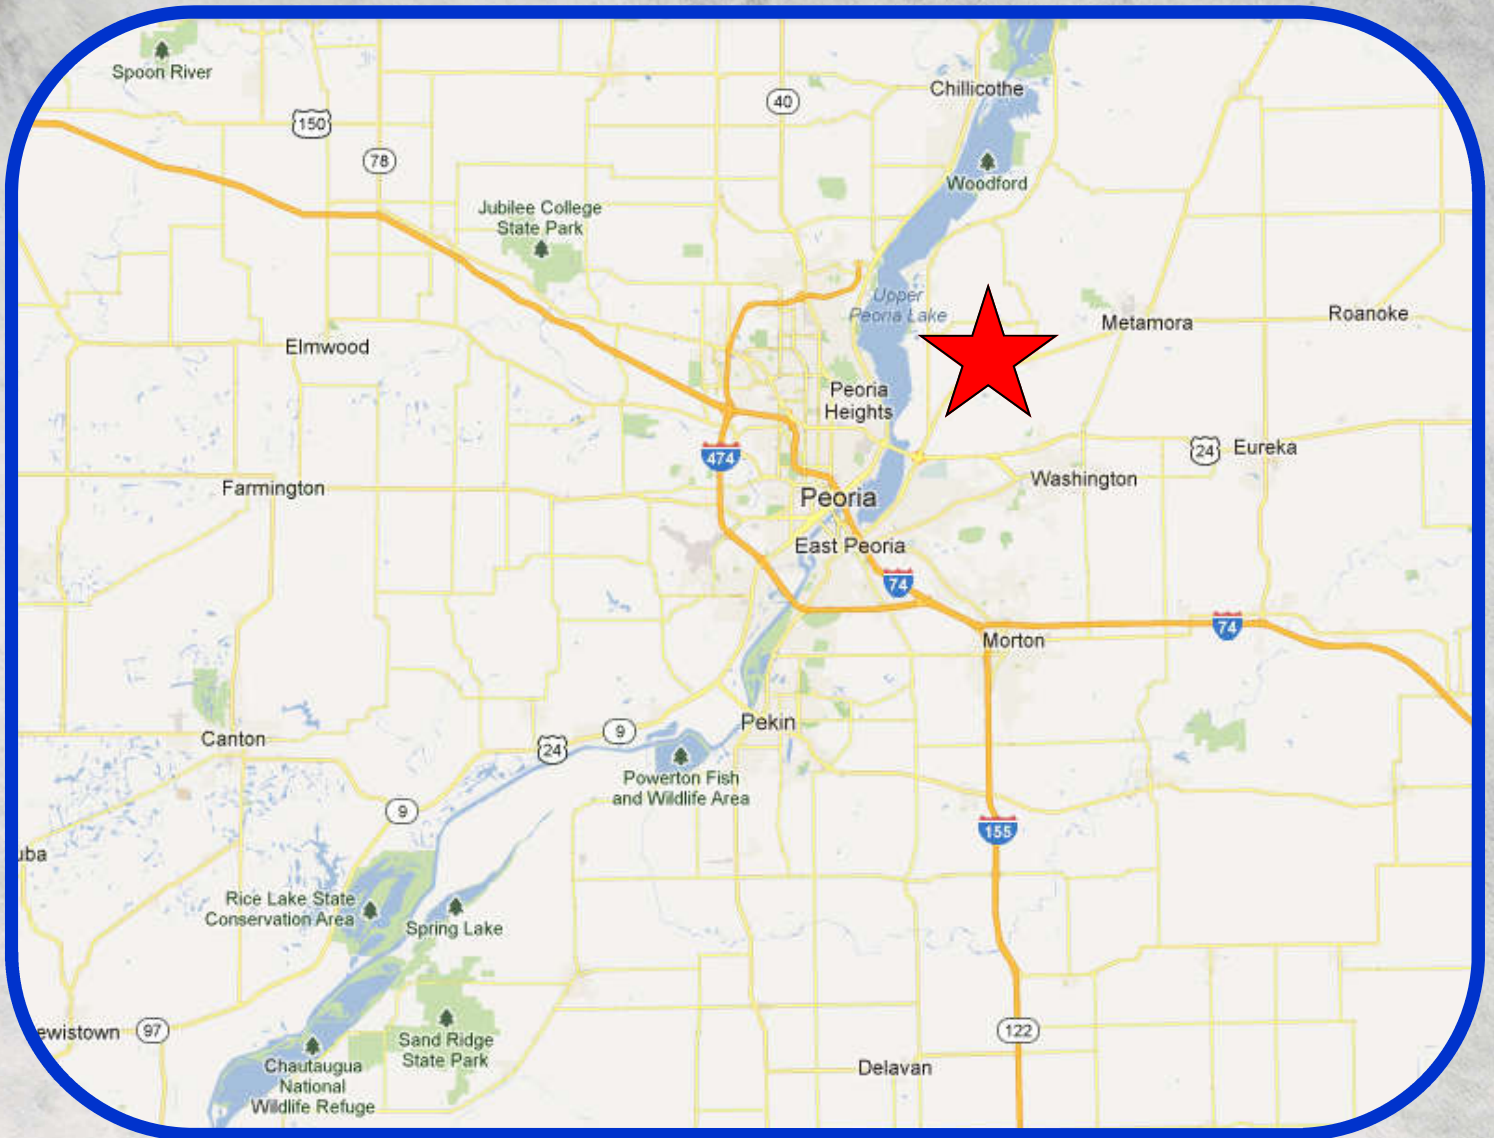 Spoon River
150
78
40
Chillicothe
Woodford
Jubilee College
State Park
Upper
Peoria Lake
Metamora
Roanoke
Elmwood
Peoria
Heights
474
24
Eureka
Washington
Farmington
Peoria
East Peoria
74
74
Morton
Canton
24
9
Pekin
Powerton Fish
and Wildlife Area
9
155
uba
Rice Lake State
Conservation Area
Spring Lake
ewistown
97
Sand Ridge
State Park
122
Chautaugua
National
Wildlife Refuge
Delavan